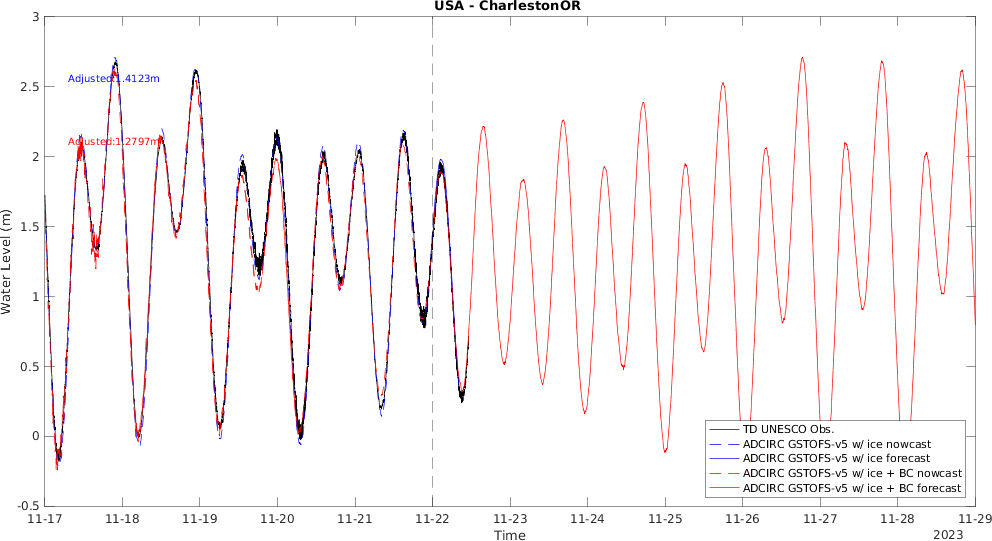 USA - CharlestonOR
3
2.5
2
1.5
1
0.5
0
-0.5
Water Level (m)
Adjusted:1.4123m
Adjusted:1.2797m
TD UNESCO Obs.
ADCIRC GSTOFS-v5 w/ ice nowcast
ADCIRC GSTOFS-v5 w/ ice forecast
ADCIRC GSTOFS-v5 w/ ice + BC nowcast
ADCIRC GSTOFS-v5 w/ ice + BC forecast
11-17 11-18 11-19 11-20 11-21 11-22 11-23 11-24 11-25 11-26 11-27 11-28 11-29
Time
2023